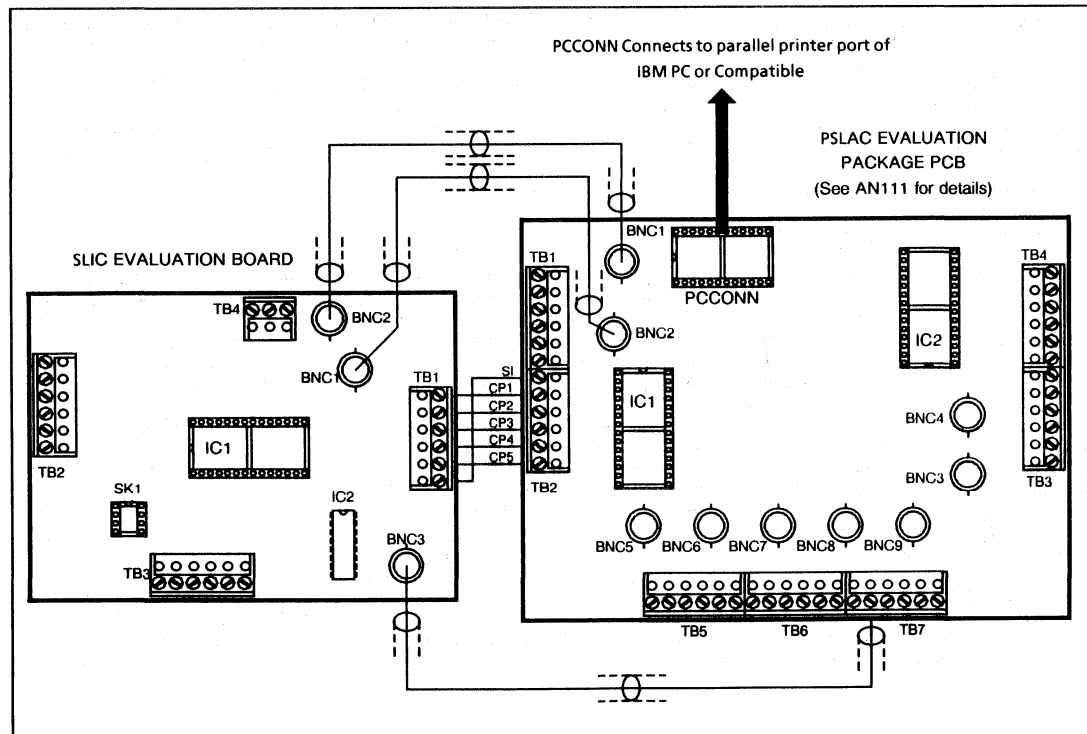 PCCONN Connects to parallel printer port of
IBM PC or Compatible
PSLAC EVALUATION
PACKAGE PCB
(See AN111 for details)
SLIC EVALUATION BOARD
TB4
BNC2
BNC1
TB1
TB2
IC1
SK1
IC2
BNC3
TB3
SI
CP1
CP2
CP3
CP4
CP5
TB1
BNC1
PCCONN
BNC2
IC1
TB2
IC2
TB4
BNC4
BNC3
TB3
BNC5
BNC6
BNC7
BNC8
BNC9
TB5
TB6
TB7